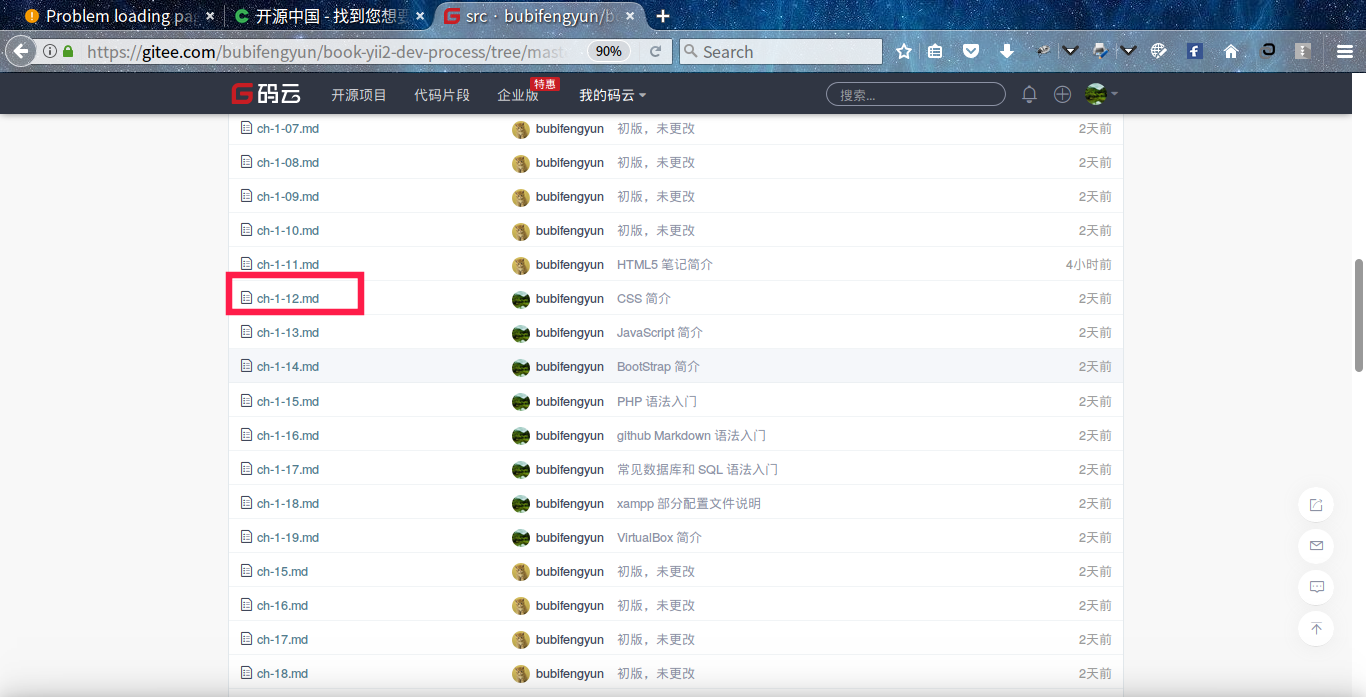 Problem loading pa
开源中国 - 找到您想要
src · bubifengyun/b
https://gitee.com/bubifengyun/book-yii2-dev-process/tree/mast
90%
Search
码云
开源项目
代码片段
企业版
特惠
我的码云
搜索...
ch-1-07.md bubifengyun 初版，未更改 2天前
ch-1-08.md bubifengyun 初版，未更改 2天前
ch-1-09.md bubifengyun 初版，未更改 2天前
ch-1-10.md bubifengyun 初版，未更改 2天前
ch-1-11.md bubifengyun HTML5 笔记简介 4小时前
ch-1-12.md bubifengyun CSS 简介 2天前
ch-1-13.md bubifengyun JavaScript 简介 2天前
ch-1-14.md bubifengyun BootStrap 简介 2天前
ch-1-15.md bubifengyun PHP 语法入门 2天前
ch-1-16.md bubifengyun github Markdown 语法入门 2天前
ch-1-17.md bubifengyun 常见数据库和 SQL 语法入门 2天前
ch-1-18.md bubifengyun xampp 部分配置文件说明 2天前
ch-1-19.md bubifengyun VirtualBox 简介 2天前
ch-15.md bubifengyun 初版，未更改 2天前
ch-16.md bubifengyun 初版，未更改 2天前
ch-17.md bubifengyun 初版，未更改 2天前
ch-18.md bubifengyun 初版，未更改 2天前